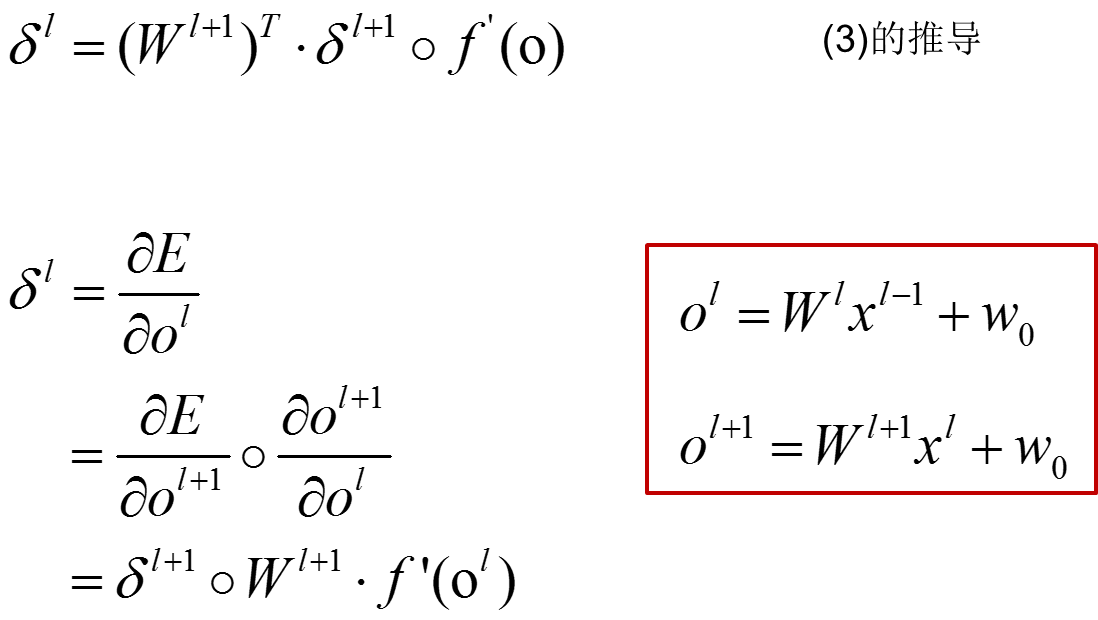 δ^l = (W^{l+1})^T · δ^{l+1} ∘ f'(o)
(3)的推导
δ^l = ∂E/∂o^l
= ∂E/∂o^{l+1} ∘ ∂o^{l+1}/∂o^l
= δ^{l+1} ∘ W^{l+1} · f'(o^l)
o^l = W^l x^{l-1} + w_0
o^{l+1} = W^{l+1} x^l + w_0